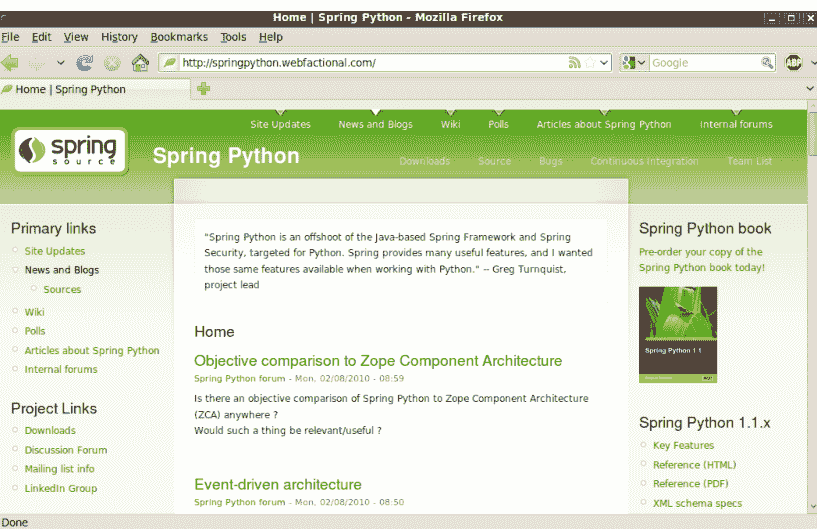 Home | Spring Python - Mozilla Firefox
File Edit View History Bookmarks Tools Help
http://springpython.webfactional.com/
Google
ABP
Home | Spring Python
Site Updates News and Blogs Wiki Polls Articles about Spring Python Internal forums
spring
source
Spring Python
Downloads Source Bugs Continuous Integration Team List
Primary links
Site Updates
News and Blogs
Sources
Wiki
Polls
Articles about Spring Python
Internal forums
Project Links
Downloads
Discussion Forum
Mailing list info
LinkedIn Group
"Spring Python is an offshoot of the Java-based Spring Framework and Spring
Security, targeted for Python. Spring provides many useful features, and I wanted
those same features available when working with Python." -- Greg Turnquist,
project lead
Home
Objective comparison to Zope Component Architecture
Spring Python forum - Mon, 02/08/2010 - 08:59
Is there an objective comparison of Spring Python to Zope Component Architecture
(ZCA) anywhere ?
Would such a thing be relevant/useful ?
Event-driven architecture
Spring Python forum - Mon, 02/08/2010 - 08:50
Spring Python book
Pre-order your copy of the
Spring Python book today!
Spring Python 1.1
Spring Python 1.1.x
Key Features
Reference (HTML)
Reference (PDF)
XML schema specs
Done